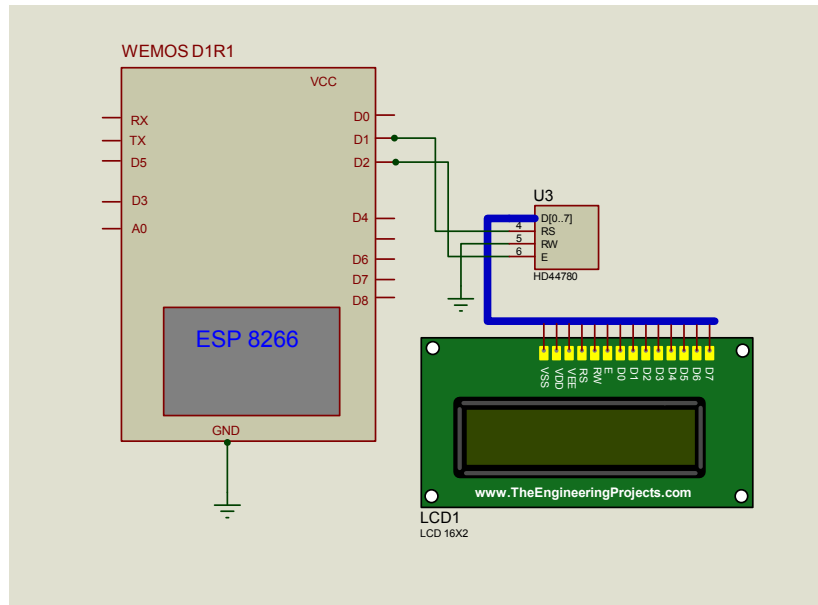 WEMOS D1R1
VCC
RX
TX
D5
D3
A0
D0
D1
D2
D4
D6
D7
D8
ESP 8266
GND
U3
D[0..7]
4 RS
5 RW
6 E
HD44780
VSS VDD VEE RS RW E D0 D1 D2 D3 D4 D5 D6 D7
www.TheEngineeringProjects.com
LCD1
LCD 16X2